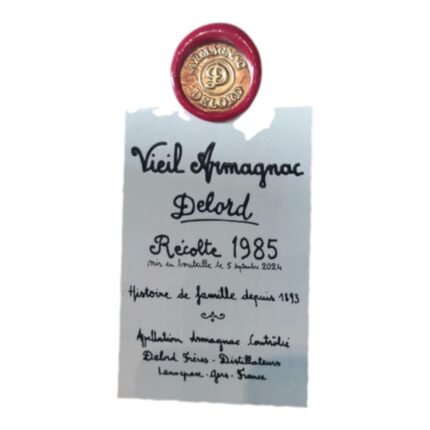 ARMAGNAC
D
DELORD
Vieil Armagnac
Delord
Récolte 1985
mis en bouteille le 5 septembre 2024
Histoire de famille depuis 1893
Appellation Armagnac Contrôlée
Delord Frères - Distillateurs
Lannepax - Gers - France